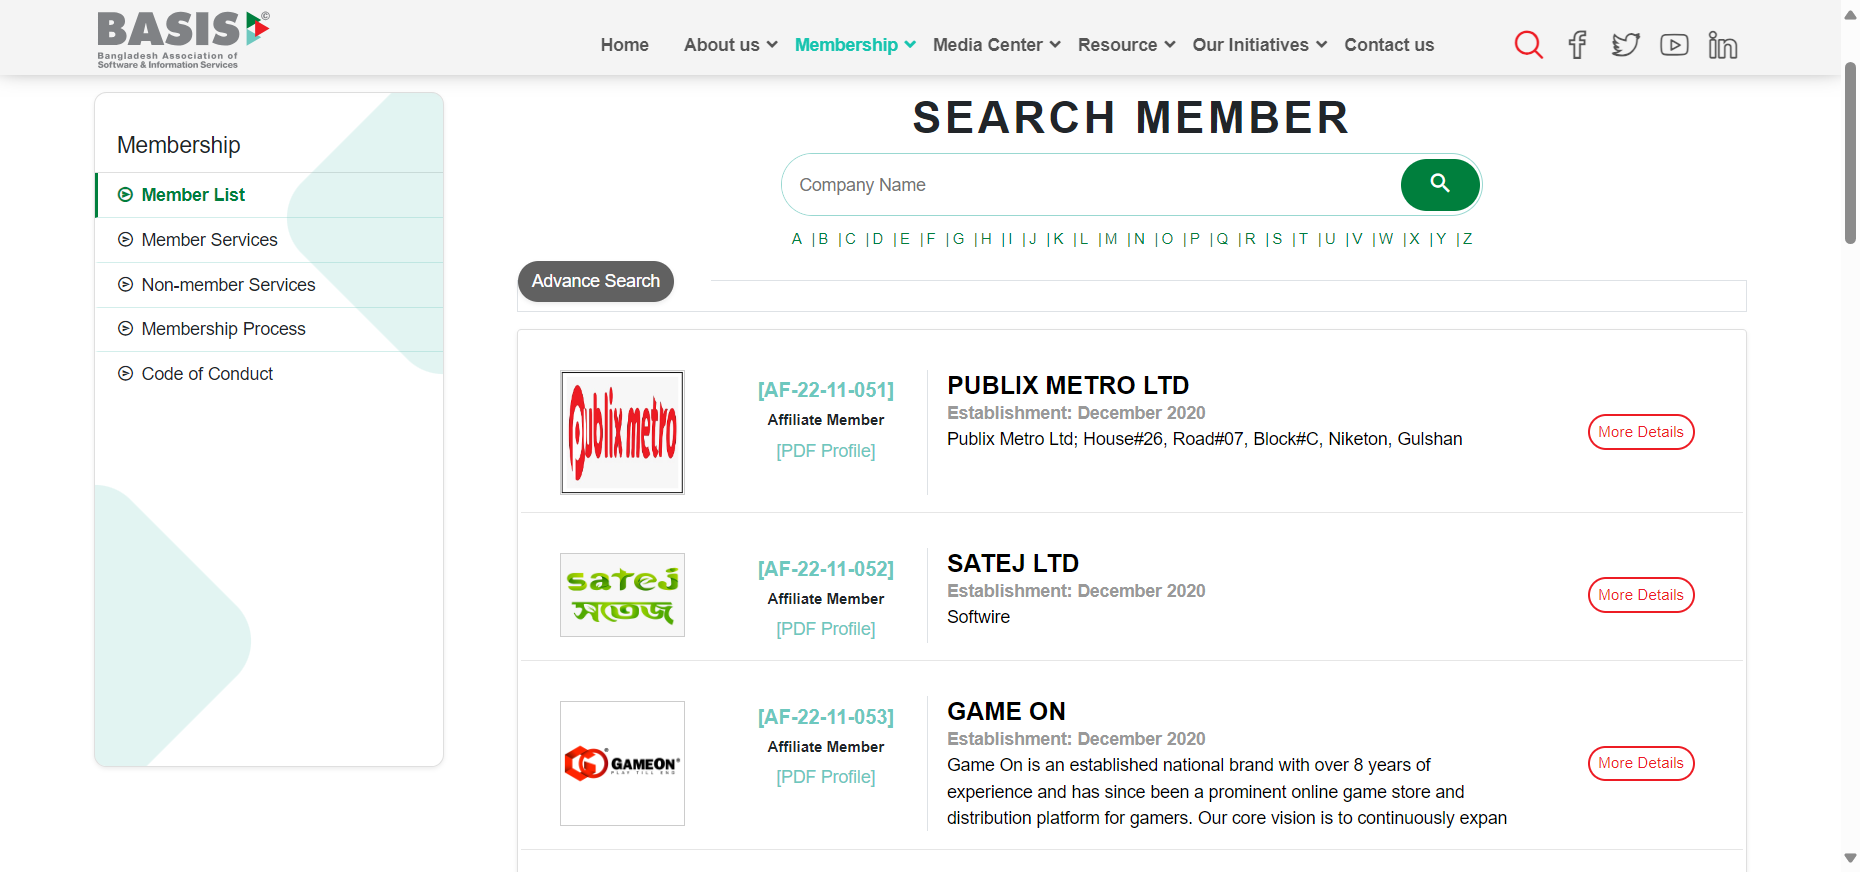 BASIS©
Bangladesh Association of
Software & Information Services
Home About us Membership Media Center Resource Our Initiatives Contact us
Membership
Member List
Member Services
Non-member Services
Membership Process
Code of Conduct
SEARCH MEMBER
Company Name
A |B |C |D |E |F |G |H |I |J |K |L |M |N |O |P |Q |R |S |T |U |V |W |X |Y |Z
Advance Search
publix metro
[AF-22-11-051]
Affiliate Member
[PDF Profile]
PUBLIX METRO LTD
Establishment: December 2020
Publix Metro Ltd; House#26, Road#07, Block#C, Niketon, Gulshan
More Details
satej
সতেজ
[AF-22-11-052]
Affiliate Member
[PDF Profile]
SATEJ LTD
Establishment: December 2020
Softwire
More Details
GAMEON®
PLAY TILL END
[AF-22-11-053]
Affiliate Member
[PDF Profile]
GAME ON
Establishment: December 2020
Game On is an established national brand with over 8 years of
experience and has since been a prominent online game store and
distribution platform for gamers. Our core vision is to continuously expan
More Details